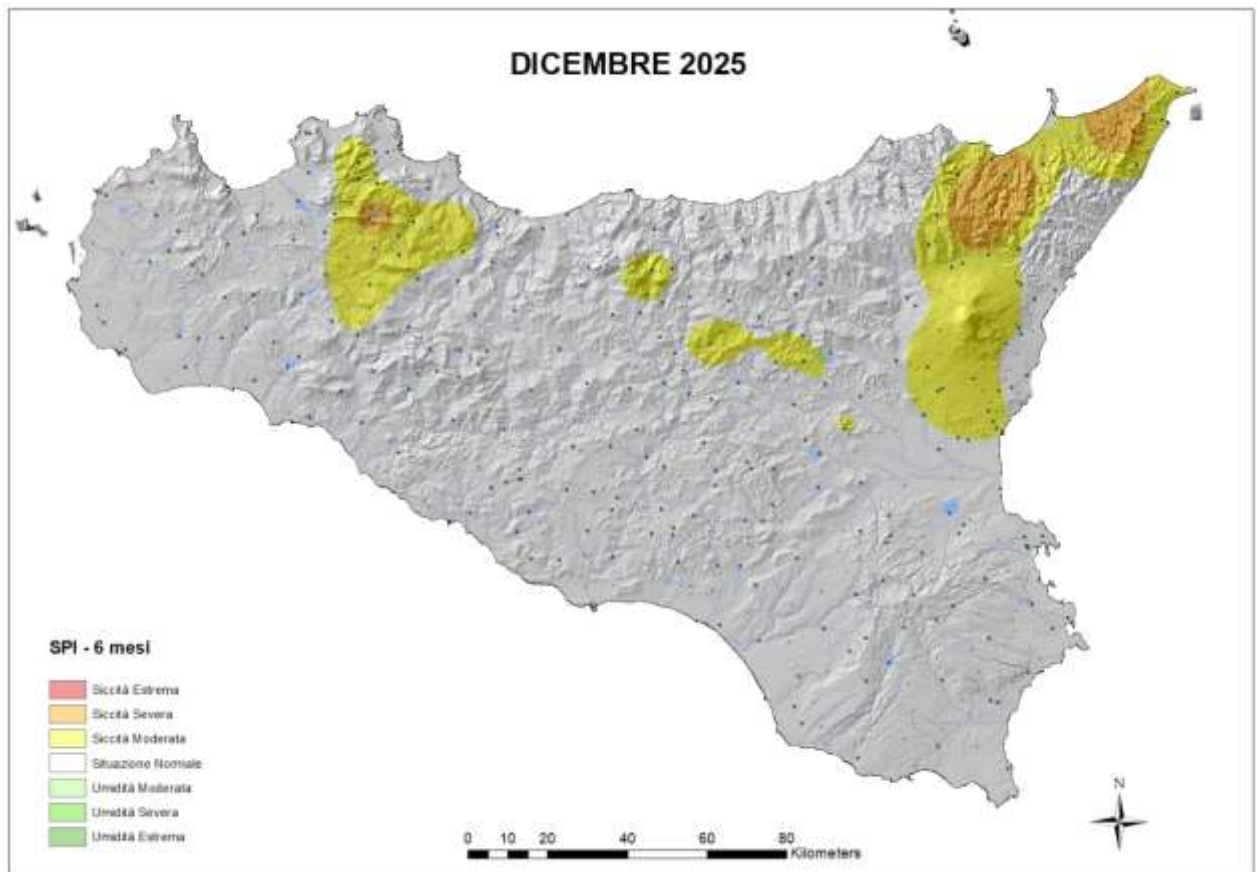 DICEMBRE 2025
SPI - 6 mesi
Siccità Estrema
Siccità Severa
Siccità Moderata
Situazione Normale
Umidità Moderata
Umidità Severa
Umidità Estrema
0 10 20 40 60 80
Kilometers
N